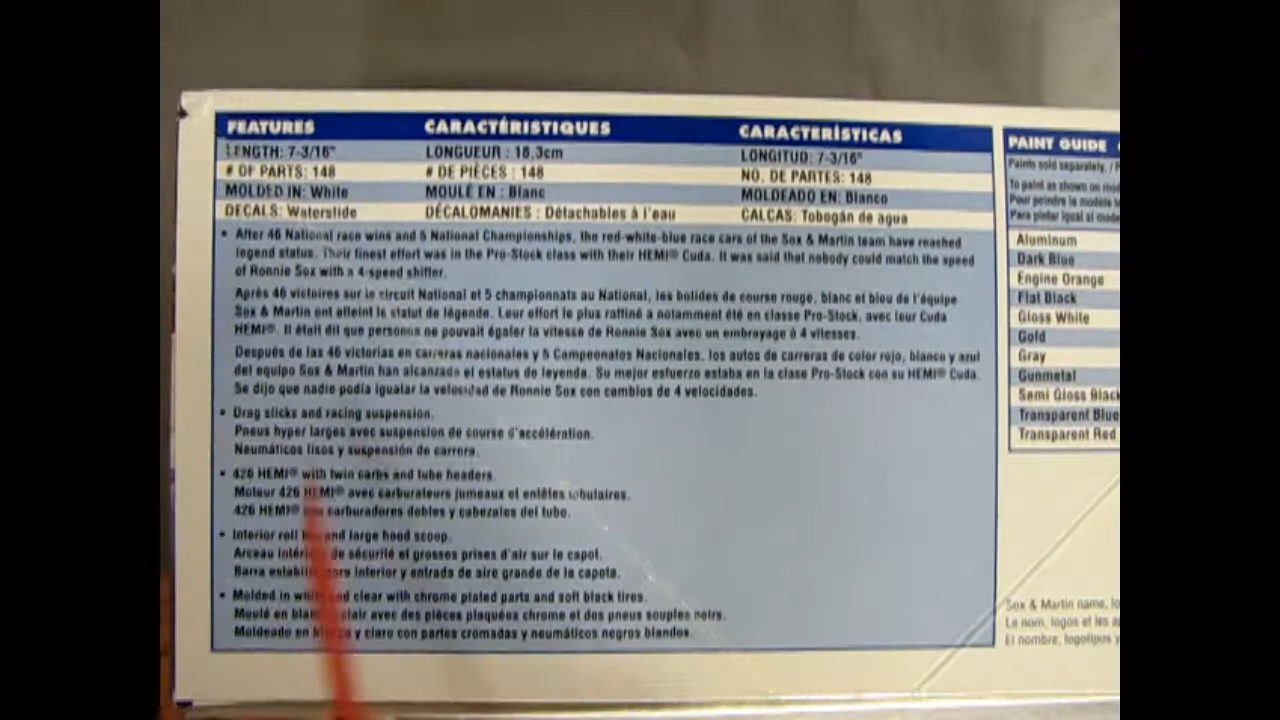 FEATURES CARACTÉRISTIQUES CARACTERÍSTICAS
LENGTH: 7-3/16" LONGUEUR : 18,3cm LONGITUD: 7-3/16"
# OF PARTS: 148 # DE PIÈCES : 148 NO. DE PARTES: 148
MOLDED IN: White MOULÉ EN : Blanc MOLDEADO EN: Blanco
DECALS: Waterslide DÉCALOMANIES : Détachables à l'eau CALCAS: Tobogán de agua
• After 46 National race wins and 5 National Championships, the red-white-blue race cars of the Sox & Martin team have reached
legend status. Their finest effort was in the Pro-Stock class with their HEMI® Cuda. It was said that nobody could match the speed
of Ronnie Sox with a 4-speed shifter.
Après 46 victoires sur le circuit National et 5 championnats au National, les bolides de course rouge, blanc et bleu de l'équipe
Sox & Martin ont atteint le statut de légende. Leur effort le plus raffiné a notamment été en classe Pro-Stock, avec leur Cuda
HEMI®. Il était dit que personne ne pouvait égaler la vitesse de Ronnie Sox avec un embrayage à 4 vitesses.
Después de las 46 victorias en carreras nacionales y 5 Campeonatos Nacionales, los autos de carreras de color rojo, blanco y azul
del equipo Sox & Martin han alcanzado el estatus de leyenda. Su mejor esfuerzo estaba en la clase Pro-Stock con su HEMI® Cuda.
Se dijo que nadie podía igualar la velocidad de Ronnie Sox con cambios de 4 velocidades.
• Drag slicks and racing suspension.
Pneus hyper larges avec suspension de course d'accélération.
Neumáticos lisos y suspensión de carrera.
• 426 HEMI® with twin carbs and tube headers.
Moteur 426 HEMI® avec carburateurs jumeaux et entêtes tubulaires.
426 HEMI® con carburadores dobles y cabezales del tubo.
• Interior roll and large hood scoop.
Arceau de sécurité et grosses prises d'air sur le capot.
Barra interior y entrada de aire grande de la capota.
• Molded in and clear with chrome plated parts and soft black tires.
Moulé en clair avec des pièces plaquées chrome et des pneus souples noirs.
Moldeado en y claro con partes cromadas y neumáticos negros blandos.
PAINT GUIDE
Paints sold separately. /
To paint as shown on
Pour peindre le modèle
Para pintar igual al
Aluminum
Dark Blue
Engine Orange
Flat Black
Gloss White
Gold
Gray
Gunmetal
Semi Gloss Black
Transparent Blue
Transparent Red
Sox & Martin name,
Le nom, logos et les
El nombre, logotipos y